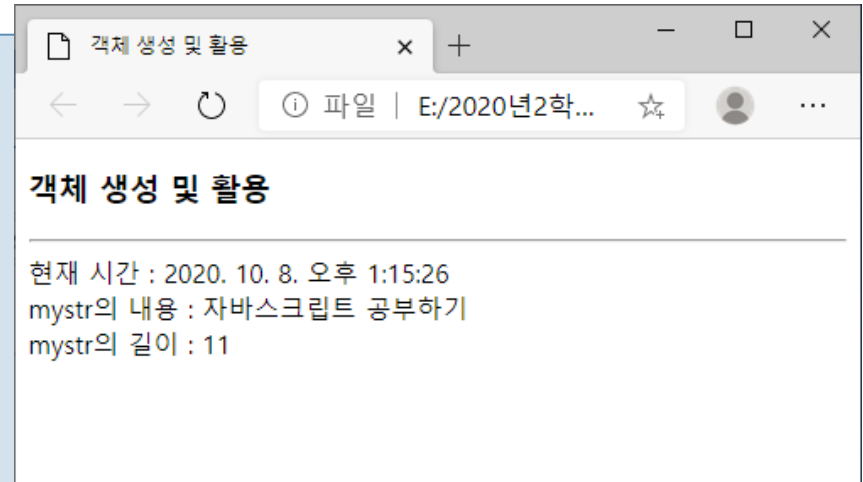 객체 생성 및 활용
파일 | E:/2020년2학...
객체 생성 및 활용
현재 시간 : 2020. 10. 8. 오후 1:15:26
mystr의 내용 : 자바스크립트 공부하기
mystr의 길이 : 11